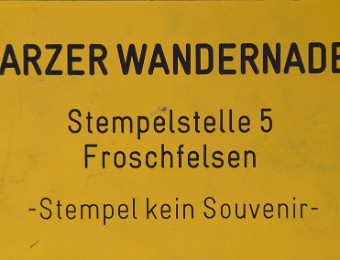 ARZER WANDERNADE
Stempelstelle 5
Froschfelsen
-Stempel kein Souvenir-